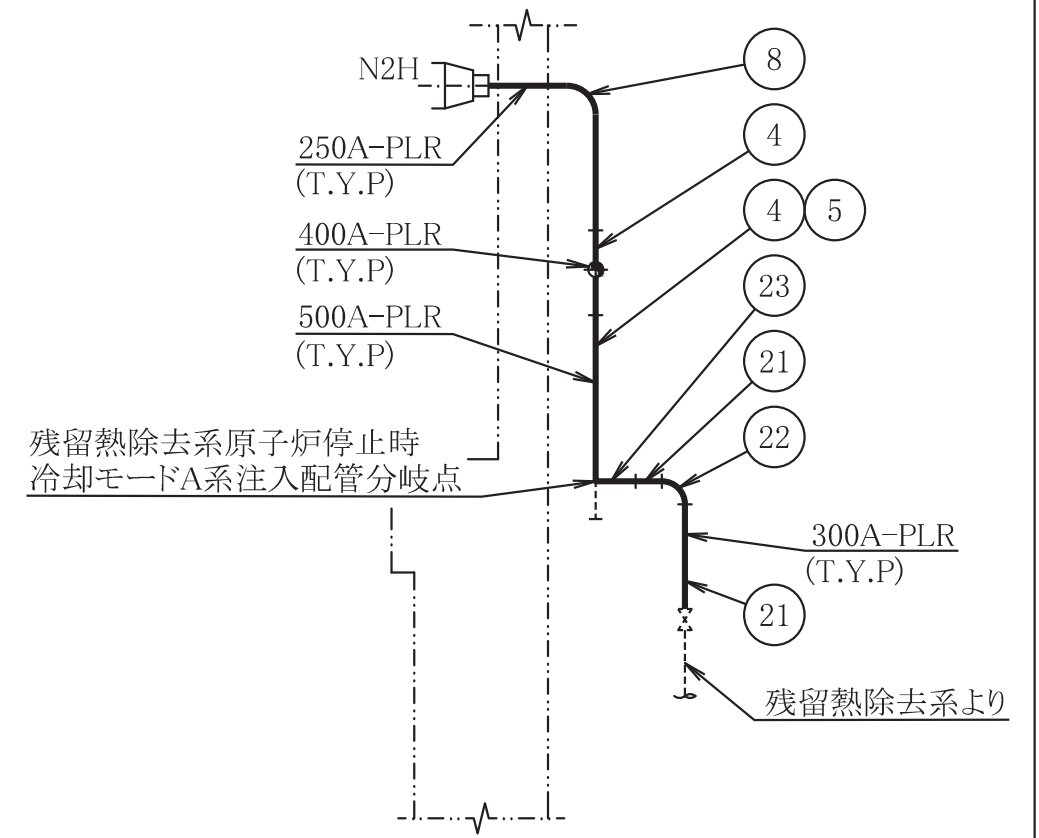 N2H
8
250A-PLR
(T.Y.P)
4
4 5
400A-PLR
(T.Y.P)
23
500A-PLR
(T.Y.P)
21
22
残留熱除去系原子炉停止時
冷却モードA系注入配管分岐点
300A-PLR
(T.Y.P)
21
残留熱除去系より